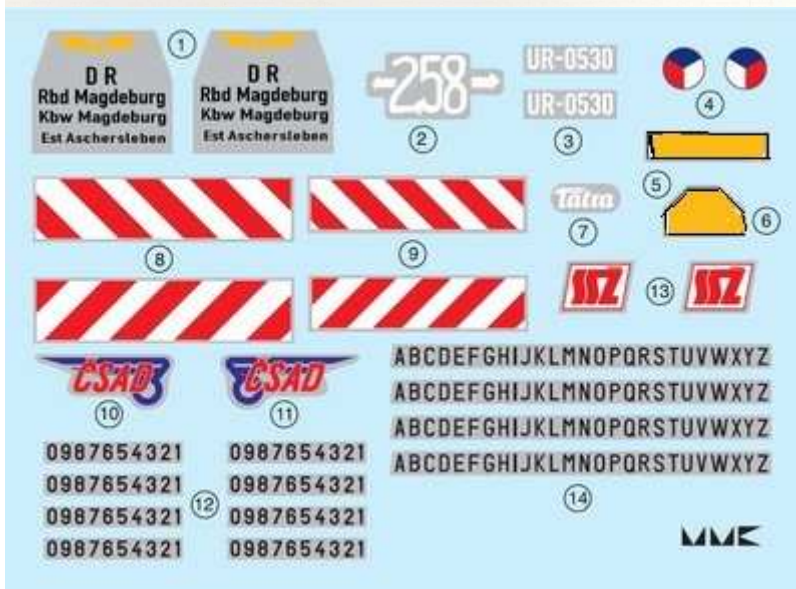 1
D R
Rbd Magdeburg
Kbw Magdeburg
Est Aschersleben
D R
Rbd Magdeburg
Kbw Magdeburg
Est Aschersleben
258
2
UR-0530
UR-0530
3
4
5
6
Tatra
7
8
9
SSZ
13
SSZ
ČSAD
10
ČSAD
11
0987654321
0987654321
0987654321
0987654321
12
0987654321
0987654321
0987654321
0987654321
ABCDEFGHIJKLMNOPQRSTUVWXYZ
ABCDEFGHIJKLMNOPQRSTUVWXYZ
ABCDEFGHIJKLMNOPQRSTUVWXYZ
ABCDEFGHIJKLMNOPQRSTUVWXYZ
14
MMK